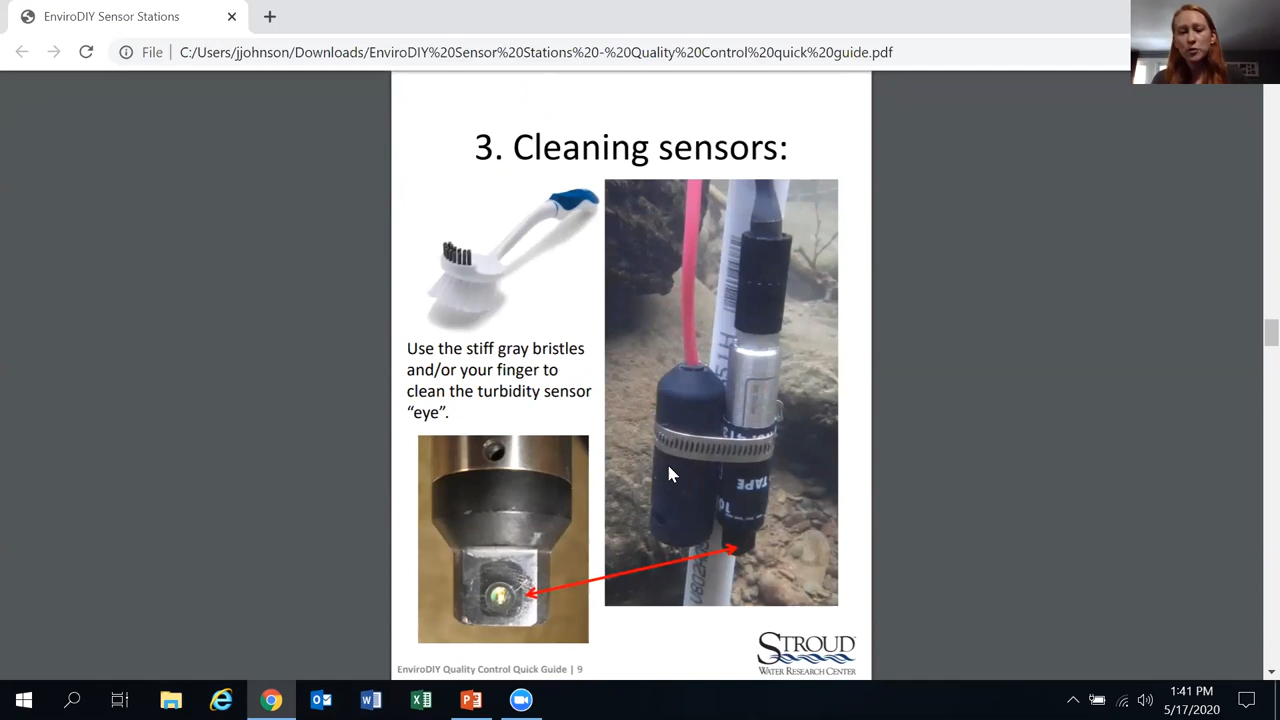 EnviroDIY Sensor Stations
File
C:/Users/jjohnson/Downloads/EnviroDIY%20Sensor%20Stations%20-%20Quality%20Control%20quick%20guide.pdf
3. Cleaning sensors:
Use the stiff gray bristles
and/or your finger to
clean the turbidity sensor
“eye”.
TAPE
EnviroDIY Quality Control Quick Guide | 9
STROUD
WATER RESEARCH CENTER
1:41 PM
5/17/2020